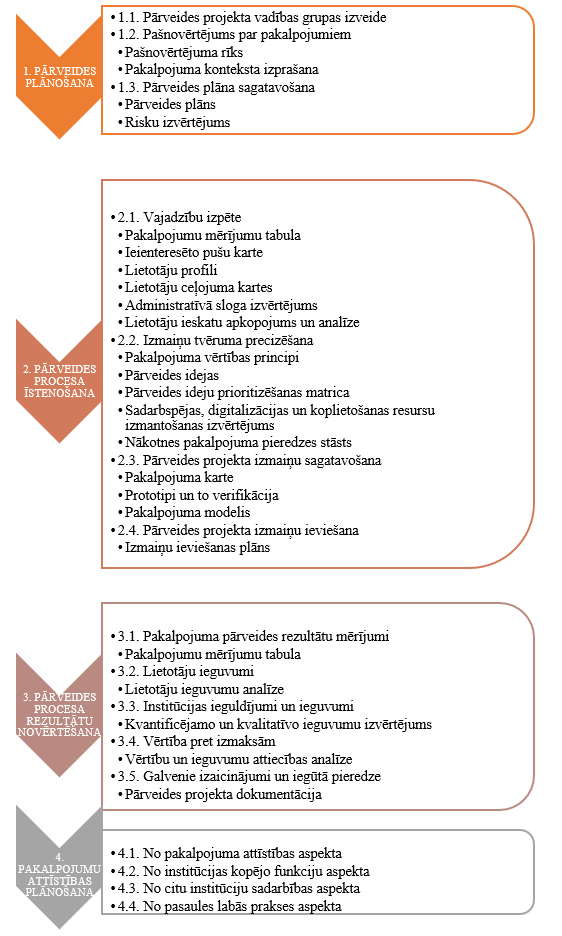 1. PĀRVEIDES
PLĀNOŠANA
• 1.1. Pārveides projekta vadības grupas izveide
• 1.2. Pašnovērtējums par pakalpojumiem
• Pašnovērtējuma rīks
• Pakalpojuma konteksta izprašana
• 1.3. Pārveides plāna sagatavošana
• Pārveides plāns
• Risku izvērtējums
2. PĀRVEIDES
PROCESA
ĪSTENOŠANA
• 2.1. Vajadzību izpēte
• Pakalpojumu mērījumu tabula
• Ieienteresēto pušu karte
• Lietotāju profili
• Lietotāju ceļojuma kartes
• Administratīvā sloga izvērtējums
• Lietotāju ieskatu apkopojums un analīze
• 2.2. Izmaiņu tvēruma precizēšana
• Pakalpojuma vērtības principi
• Pārveides idejas
• Pārveides ideju prioritizēšanas matrica
• Sadarbspējas, digitalizācijas un koplietošanas resursu
izmantošanas izvērtējums
• Nākotnes pakalpojuma pieredzes stāsts
• 2.3. Pārveides projekta izmaiņu sagatavošana
• Pakalpojuma karte
• Prototipi un to verifikācija
• Pakalpojuma modelis
• 2.4. Pārveides projekta izmaiņu ieviešana
• Izmaiņu ieviešanas plāns
3. PĀRVEIDES
PROCESA
REZULTĀTU
NOVĒRTĒŠANA
• 3.1. Pakalpojuma pārveides rezultātu mērījumi
• Pakalpojumu mērījumu tabula
• 3.2. Lietotāju ieguvumi
• Lietotāju ieguvumu analīze
• 3.3. Institūcijas ieguldījumi un ieguvumi
• Kvantificējamo un kvalitatīvo ieguvumu izvērtējums
• 3.4. Vērtība pret izmaksām
• Vērtību un ieguvumu attiecības analīze
• 3.5. Galvenie izaicinājumi un iegūtā pieredze
• Pārveides projekta dokumentācija
4.
PAKALPOJUMU
ATTĪSTĪBAS
PLĀNOŠANA
• 4.1. No pakalpojuma attīstības aspekta
• 4.2. No institūcijas kopējo funkciju aspekta
• 4.3. No citu institūciju sadarbības aspekta
• 4.4. No pasaules labās prakses aspekta